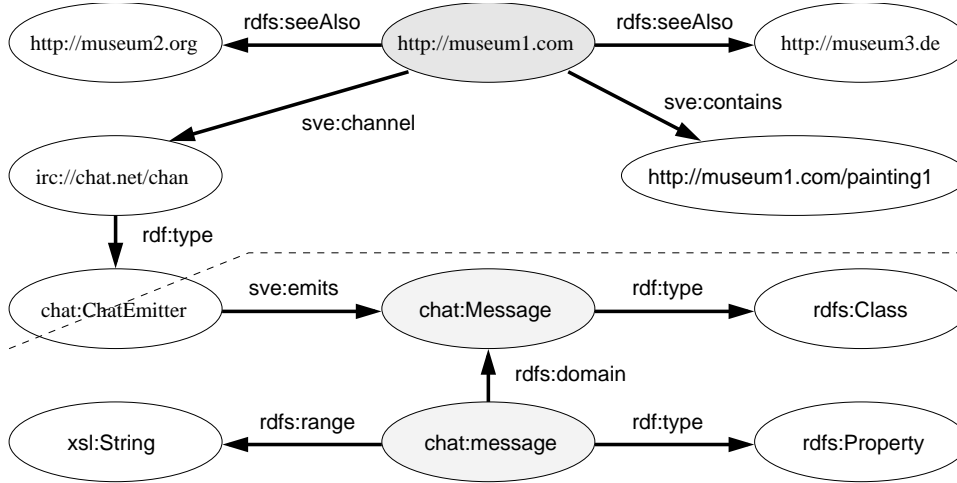 rdfs:seeAlso
rdfs:seeAlso
http://museum2.org
http://museum1.com
http://museum3.de
sve:contains
sve:channel
irc://chat.net/chan
http://museum1.com/painting1
rdf:type
sve:emits
rdf:type
chat:ChatEmitter
chat:Message
rdfs:Class
rdfs:domain
rdfs:range
rdf:type
xsl:String
chat:message
rdfs:Property